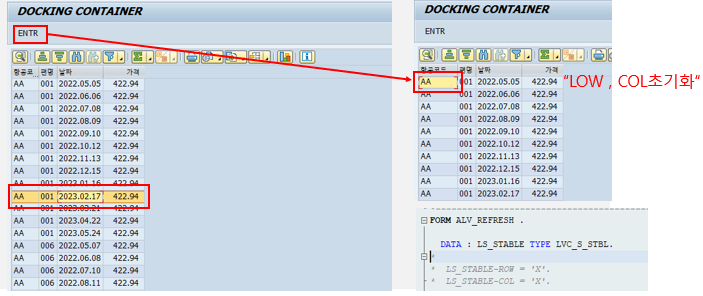 DOCKING CONTAINER
ENTR
항공코.. 편명 날짜 가격
AA 001 2022.05.05 422.94
AA 001 2022.06.06 422.94
AA 001 2022.07.08 422.94
AA 001 2022.08.09 422.94
AA 001 2022.09.10 422.94
AA 001 2022.10.12 422.94
AA 001 2022.11.13 422.94
AA 001 2022.12.15 422.94
AA 001 2023.01.16 422.94
AA 001 2023.02.17 422.94
AA 001 2023.03.21 422.94
AA 001 2023.04.22 422.94
AA 001 2023.05.24 422.94
AA 006 2022.05.07 422.94
AA 006 2022.06.08 422.94
AA 006 2022.07.10 422.94
AA 006 2022.08.11 422.94
DOCKING CONTAINER
ENTR
항공코드 편명 날짜 가격
AA 001 2022.05.05 422.94
AA 001 2022.06.06 422.94
AA 001 2022.07.08 422.94
AA 001 2022.08.09 422.94
AA 001 2022.09.10 422.94
AA 001 2022.10.12 422.94
AA 001 2022.11.13 422.94
AA 001 2022.12.15 422.94
AA 001 2023.01.16 422.94
AA 001 2023.02.17 422.94
“LOW , COL초기화“
FORM ALV_REFRESH .
DATA : LS_STABLE TYPE LVC_S_STBL.
*
* LS_STABLE-ROW = 'X'.
* LS_STABLE-COL = 'X'.